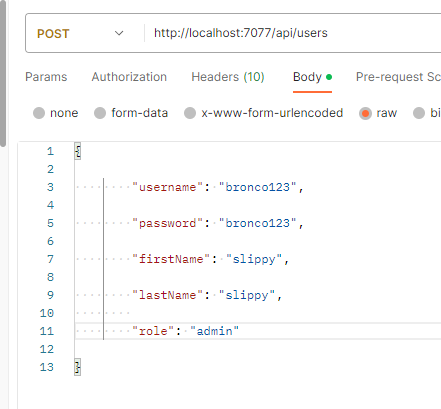 POST http://localhost:7077/api/users
Params Authorization Headers (10) Body Pre-request Sc
none form-data x-www-form-urlencoded raw bi
1 {
2
3 "username": "bronco123",
4
5 "password": "bronco123",
6
7 "firstName": "slippy",
8
9 "lastName": "slippy",
10
11 "role": "admin"
12
13 }